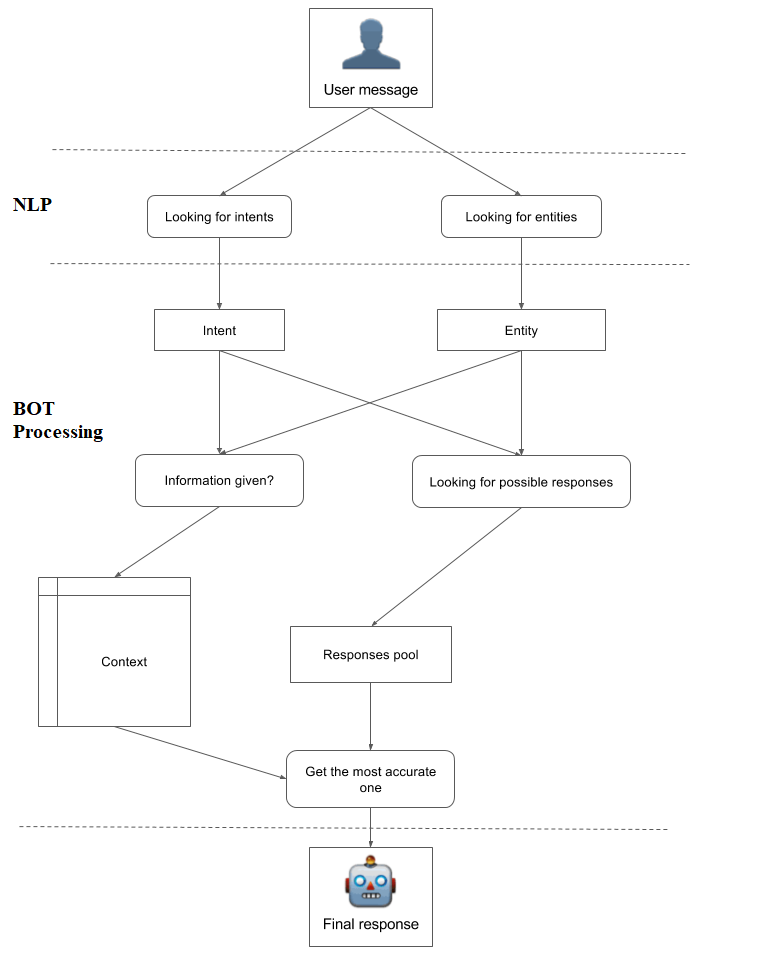 User message
NLP
Looking for intents
Looking for entities
Intent
Entity
BOT
Processing
Information given?
Looking for possible responses
Context
Responses pool
Get the most accurate
one
Final response